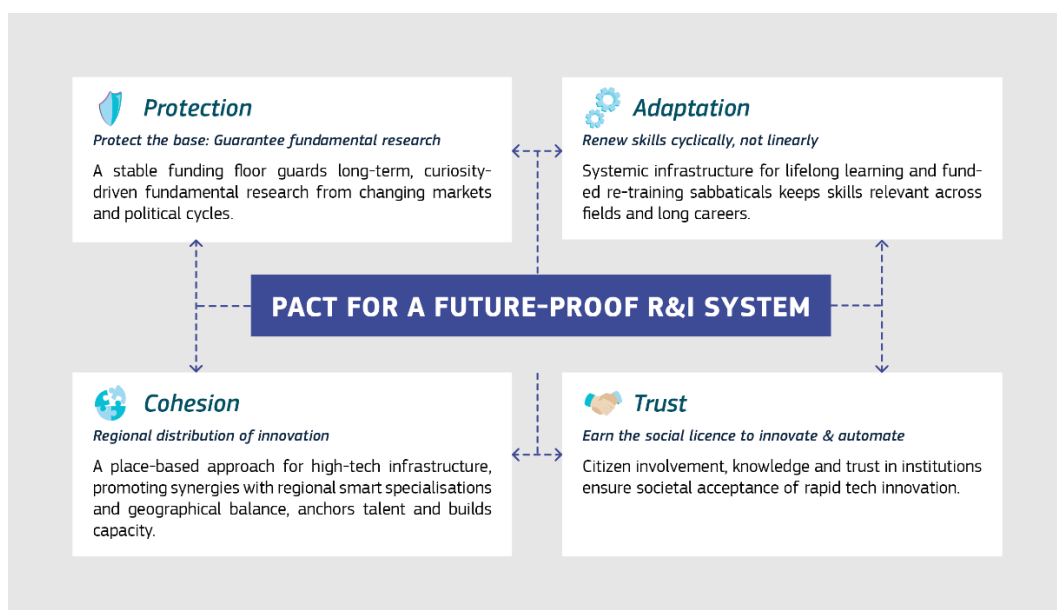 Protection
Protect the base: Guarantee fundamental research
A stable funding floor guards long-term, curiosity-
driven fundamental research from changing markets
and political cycles.
Adaptation
Renew skills cyclically, not linearly
Systemic infrastructure for lifelong learning and fund-
ed re-training sabbaticals keeps skills relevant across
fields and long careers.
PACT FOR A FUTURE-PROOF R&I SYSTEM
Cohesion
Regional distribution of innovation
A place-based approach for high-tech infrastructure,
promoting synergies with regional smart specialisations
and geographical balance, anchors talent and builds
capacity.
Trust
Earn the social licence to innovate & automate
Citizen involvement, knowledge and trust in institutions
ensure societal acceptance of rapid tech innovation.